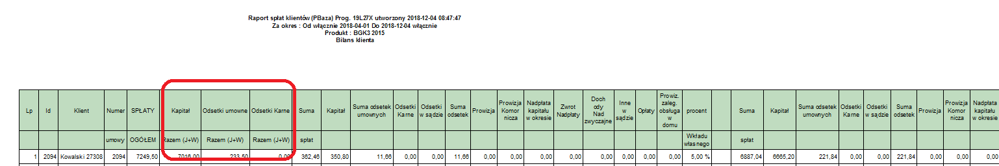 Raport spłat klientów (PBaza) Prog. 19L27X utworzony 2018-12-04 08:47:47
Za okres : Od włącznie 2018-04-01 Do 2018-12-04 włącznie
Produkt : BGK3 2015
Bilans klienta
Lp Id Klient Numer SPŁATY Kapitał Odsetki umowne Odsetki Karne Suma Kapitał Suma odsetek umownych Odsetki Karne Odsetki w sądzie Suma odsetek Prowizja Prowizja Komor nicza Nadpłata kapitału w okresie Zwrot Nadpłaty Doch ody Nad zwyczajne Inne w sądzie Opłaty Prowiz. zaleg. obsługa w domu procent Suma Kapitał Suma odsetek umownych Odsetki Karne Odsetki w sądzie Suma odsetek Prowizja Prowizja Komor nicza Nadpłata kapitału w okresie
umowy OGÓŁEM Razem (J+W) Razem (J+W) Razem (J+W) spłat Wkładu własnego spłat
1 2094 Kowalski 27308 2094 7249,50 7016,00 233,50 0,00 362,46 350,80 11,66 0,00 0,00 11,66 0,00 0,00 0,00 0,00 0,00 0,00 0,00 0,00 5,00 % 6887,04 6665,20 221,84 0,00 0,00 221,84 0,00 0,00 0,00